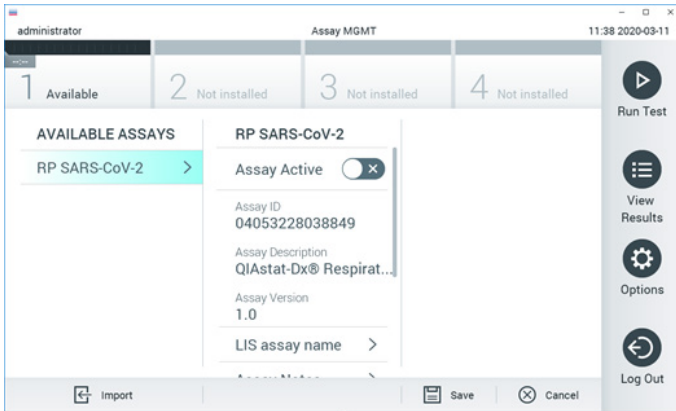 administrator
Assay MGMT
11:38 2020-03-11
1 Available
2 Not installed
3 Not installed
4 Not installed
AVAILABLE ASSAYS
RP SARS-CoV-2
RP SARS-CoV-2
Assay Active
Assay ID
04053228038849
Assay Description
QIAstat-Dx® Respirat...
Assay Version
1.0
LIS assay name
Run Test
View
Results
Options
Log Out
Import
Save
Cancel